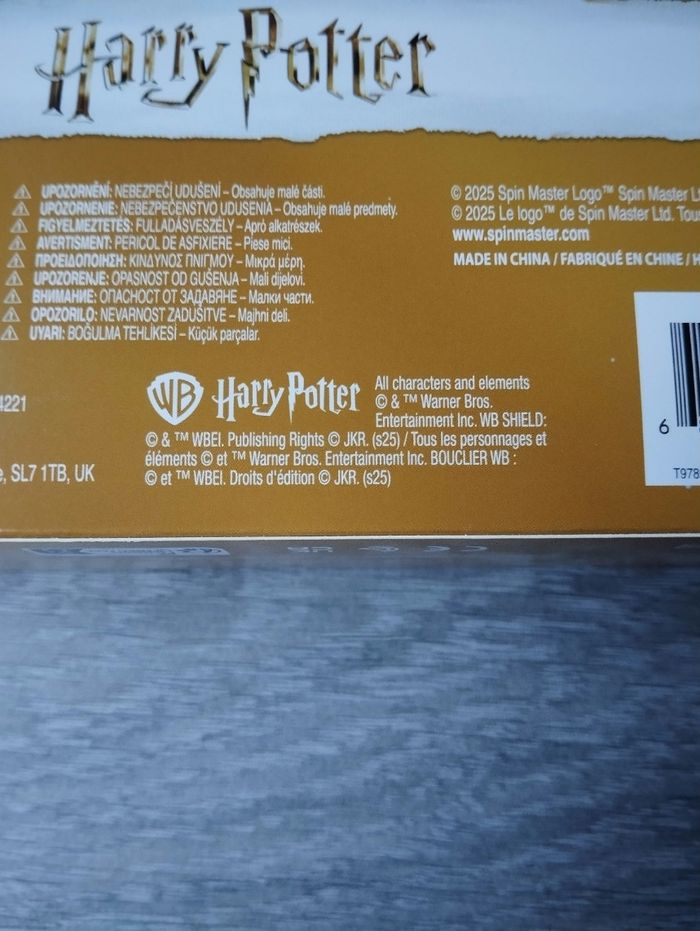 Harry Potter
UPOZORNĚNÍ: NEBEZPEČÍ UDUŠENÍ – Obsahuje malé části.
UPOZORNENIE: NEBEZPEČENSTVO UDUSENIA – Obsahuje malé predmety.
FIGYELMEZTETÉS: FULLADÁSVESZÉLY – Apró alkatrészek.
AVERTISMENT: PERICOL DE ASFIXIERE – Piese mici.
ΠΡΟΕΙΔΟΠΟΙΗΣΗ: ΚΙΝΔΥΝΟΣ ΠΝΙΓΜΟΥ – Μικρά μέρη.
UPOZORENJE: OPASNOST OD GUŠENJA – Mali dijelovi.
ВНИМАНИЕ: ОПАСНОСТ ОТ ЗАДАВЯНЕ – Малки части.
OPOZORILO: NEVARNOST ZADUŠITVE – Majhni deli.
UYARI: BOĞULMA TEHLİKESİ – Küçük parçalar.
© 2025 Spin Master Logo™ Spin Master
© 2025 Le logo™ de Spin Master Ltd.
www.spinmaster.com
MADE IN CHINA / FABRIQUÉ EN CHINE /
4221
, SL7 1TB, UK
WB Harry Potter
All characters and elements
© & ™ Warner Bros.
Entertainment Inc. WB SHIELD:
© & ™ WBEI. Publishing Rights © JKR. (s25) / Tous les personnages et
éléments © et ™ Warner Bros. Entertainment Inc. BOUCLIER WB :
© et ™ WBEI. Droits d'édition © JKR. (s25)
6
T978